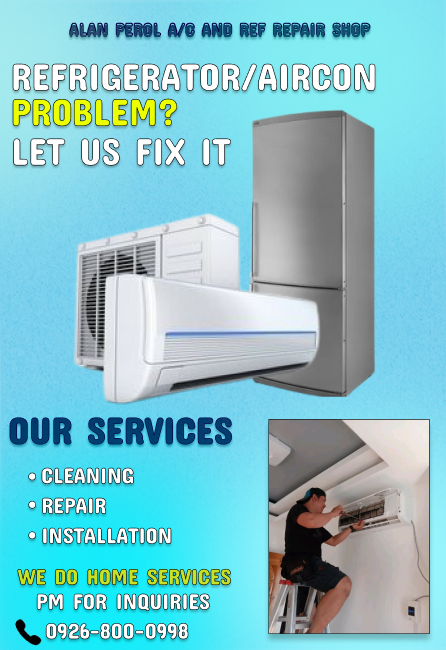 ALAN PEROL A/C AND REF REPAIR SHOP
REFRIGERATOR/AIRCON
PROBLEM?
LET US FIX IT
OUR SERVICES
• CLEANING
• REPAIR
• INSTALLATION
WE DO HOME SERVICES
PM FOR INQUIRIES
0926-800-0998